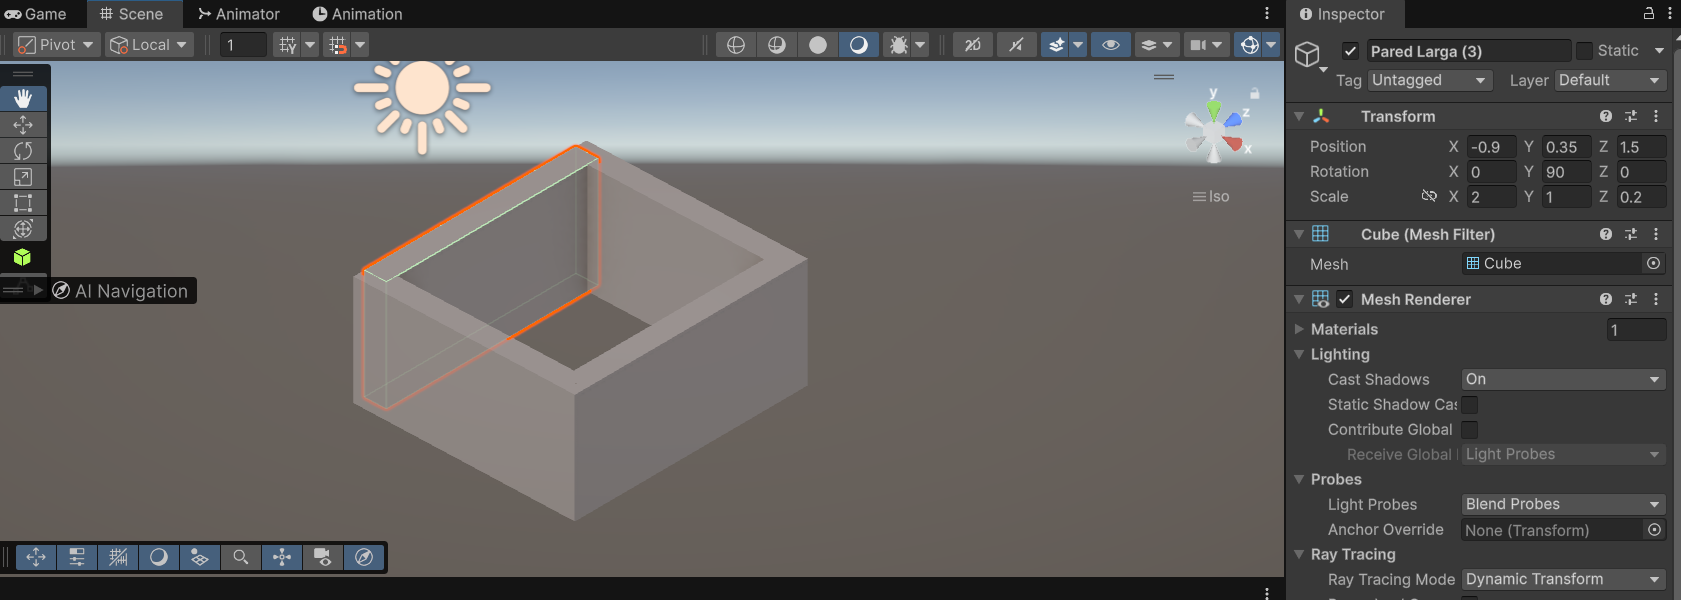 Game Scene Animator Animation
Pivot Local 1 2D
y
z
x
Iso
AI Navigation
Inspector
Pared Larga (3) Static
Tag Untagged Layer Default
Transform
Position X -0.9 Y 0.35 Z 1.5
Rotation X 0 Y 90 Z 0
Scale X 2 Y 1 Z 0.2
Cube (Mesh Filter)
Mesh Cube
Mesh Renderer
Materials 1
Lighting
Cast Shadows On
Static Shadow Cas
Contribute Global
Receive Global Light Probes
Probes
Light Probes Blend Probes
Anchor Override None (Transform)
Ray Tracing
Ray Tracing Mode Dynamic Transform